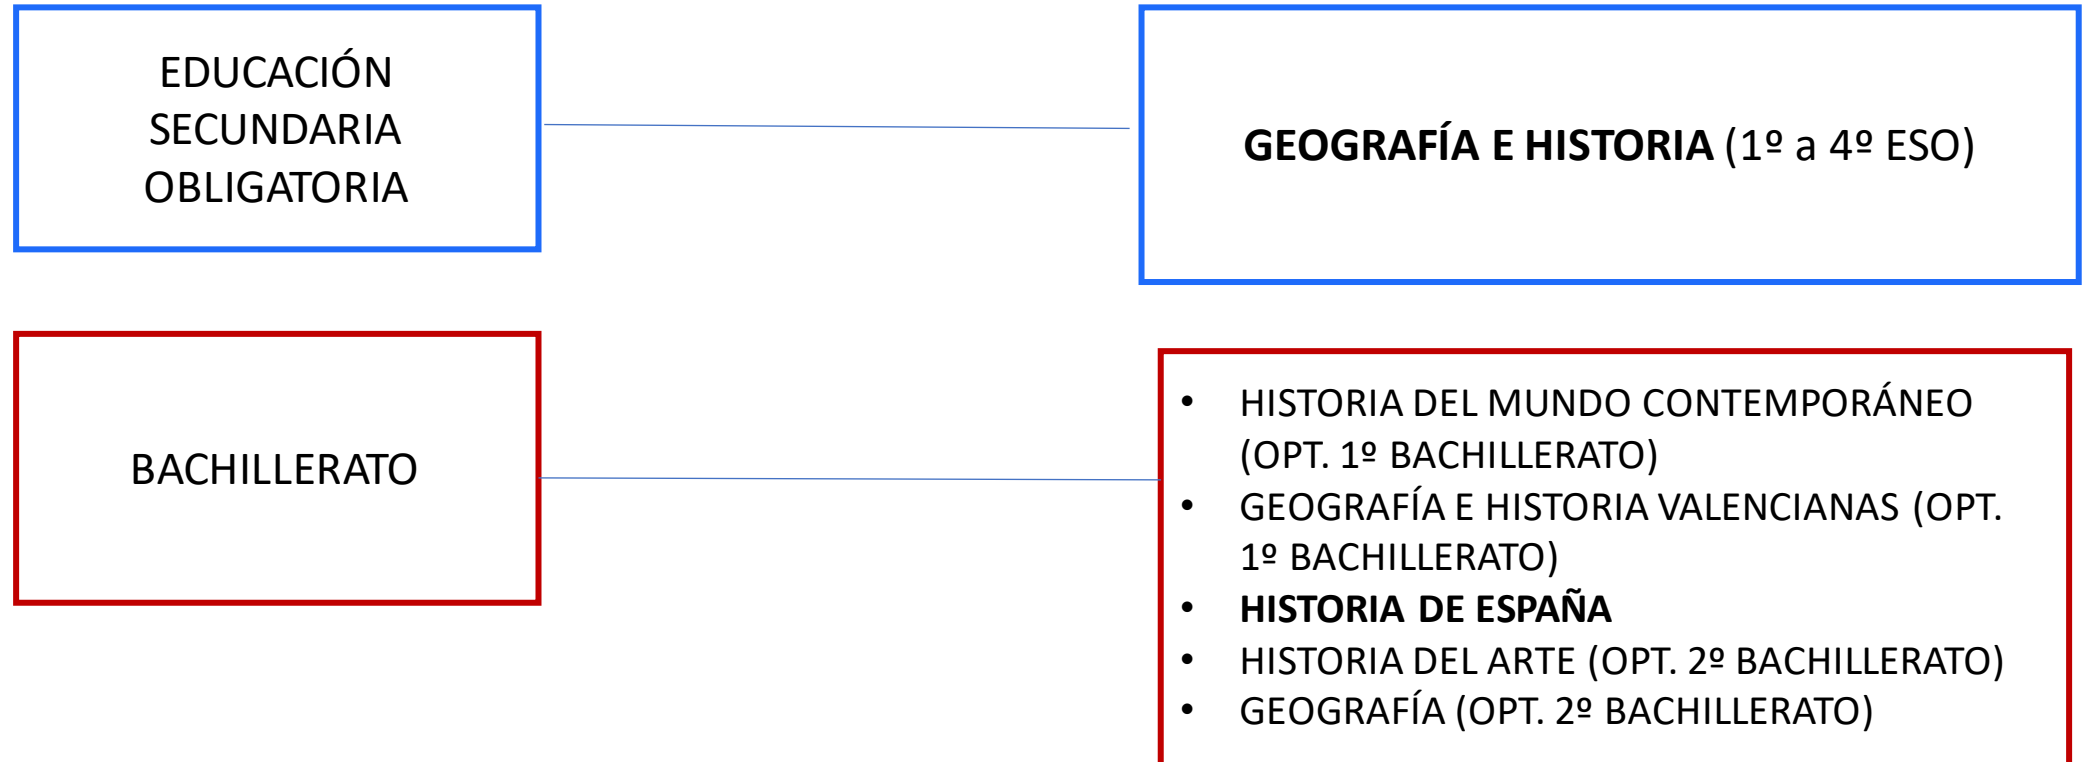 EDUCACIÓN
SECUNDARIA
OBLIGATORIA
GEOGRAFÍA E HISTORIA (1º a 4º ESO)
BACHILLERATO
• HISTORIA DEL MUNDO CONTEMPORÁNEO
(OPT. 1º BACHILLERATO)
• GEOGRAFÍA E HISTORIA VALENCIANAS (OPT.
1º BACHILLERATO)
• HISTORIA DE ESPAÑA
• HISTORIA DEL ARTE (OPT. 2º BACHILLERATO)
• GEOGRAFÍA (OPT. 2º BACHILLERATO)